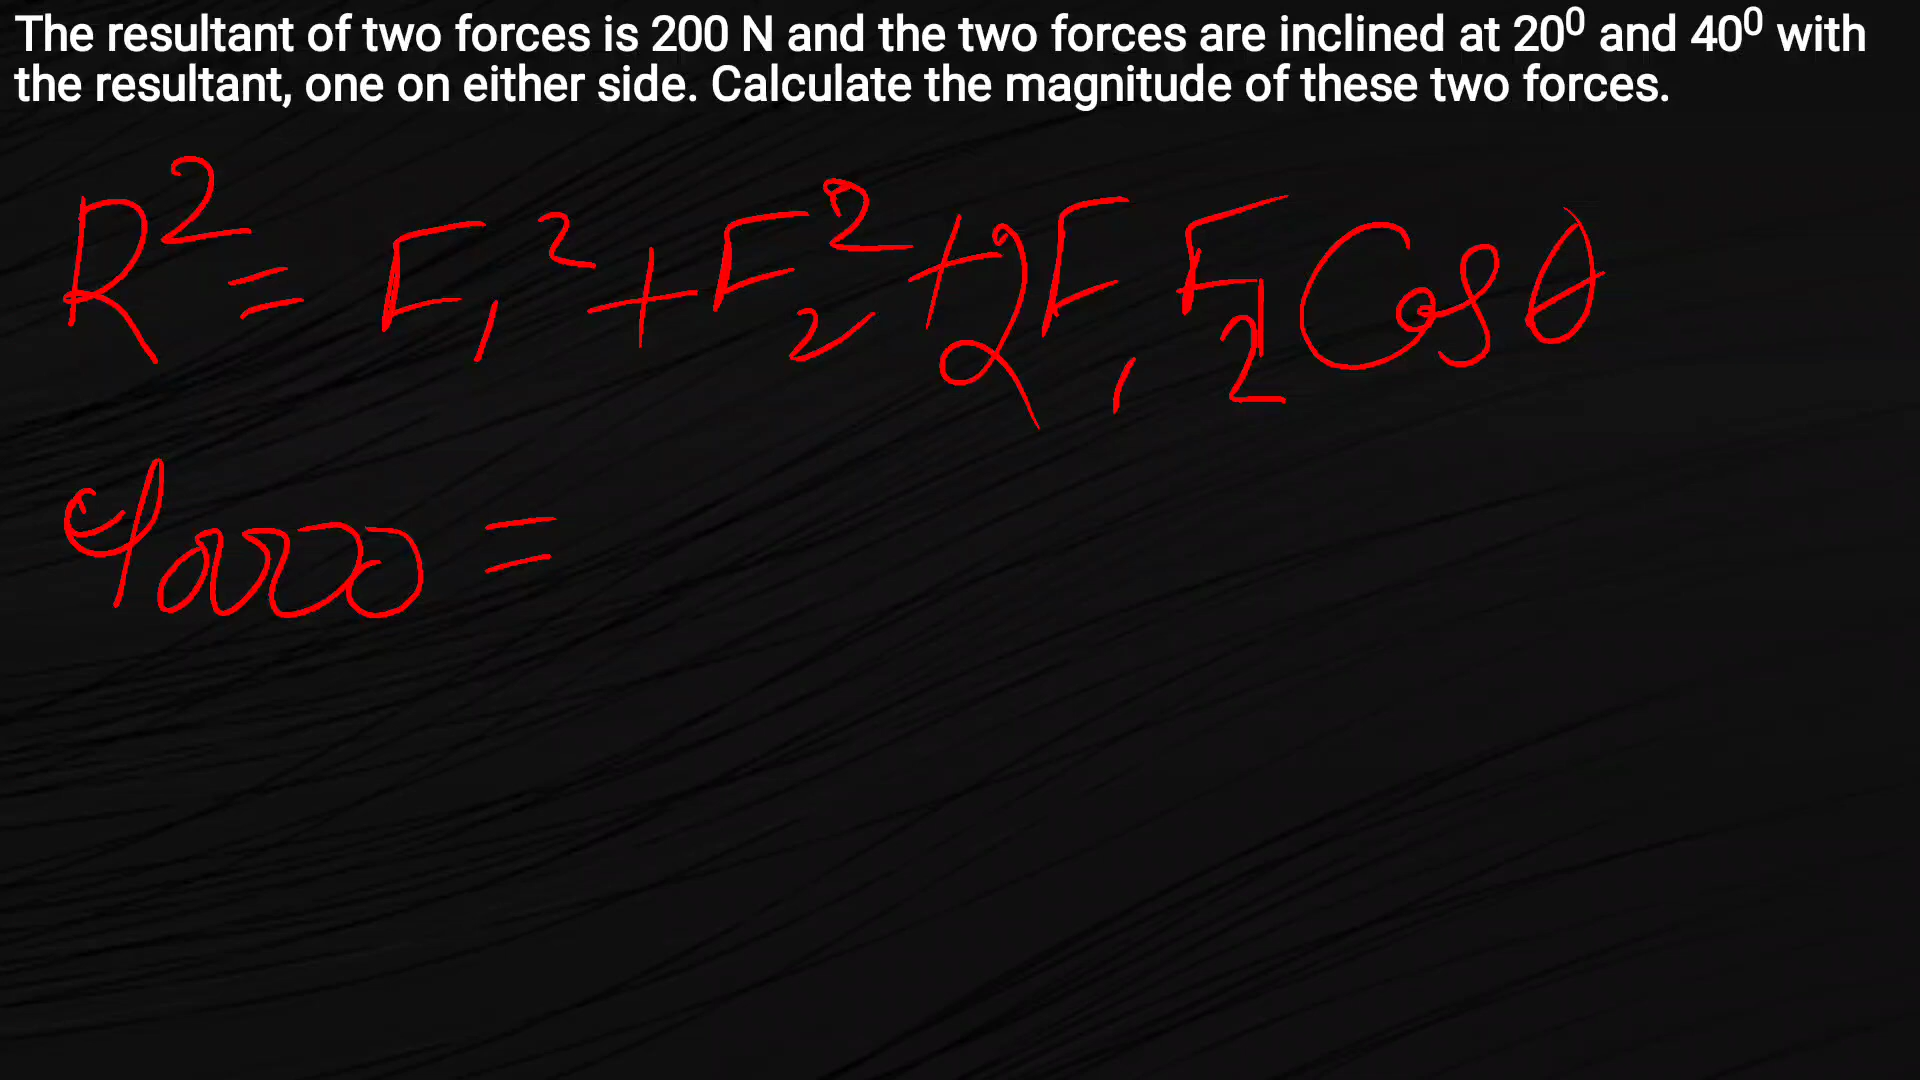 The resultant of two forces is 200 N and the two forces are inclined at 20⁰ and 40⁰ with
the resultant, one on either side. Calculate the magnitude of these two forces.
R² = F₁² + F₂² + 2F₁F₂ Cosθ
40000 =